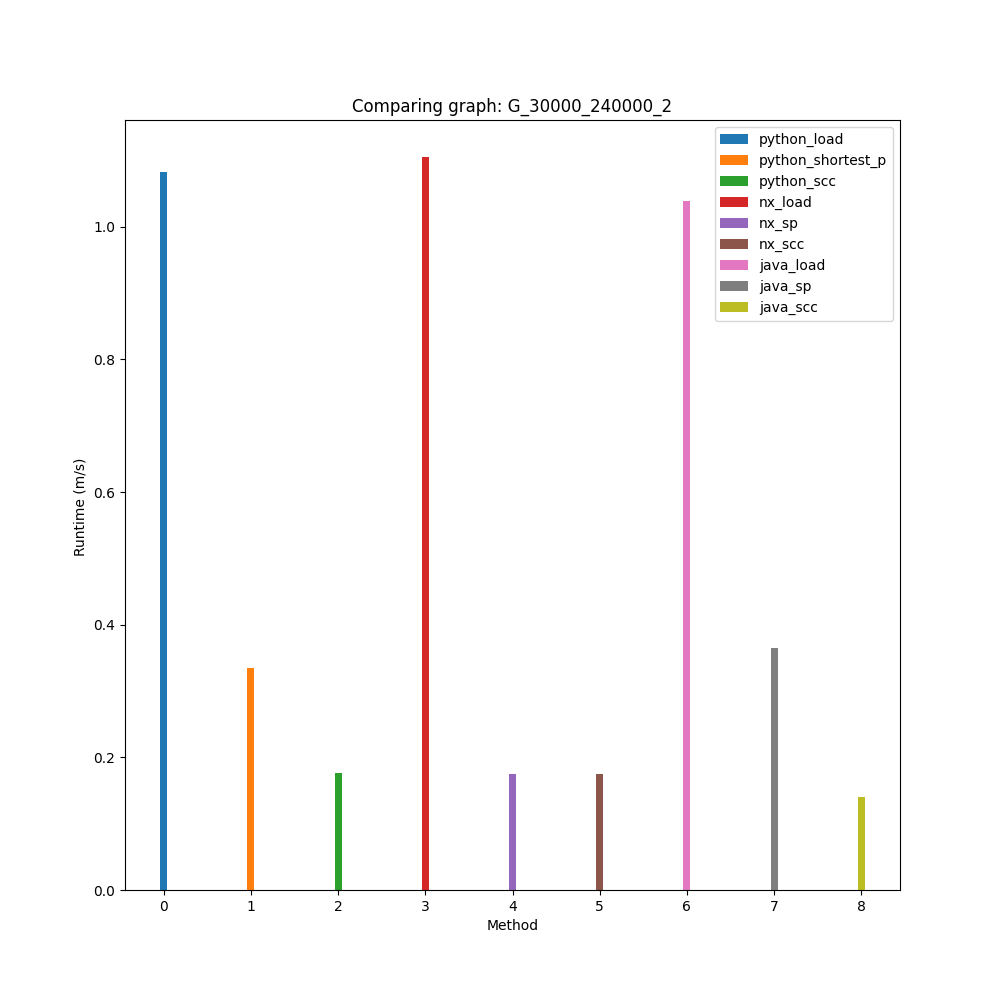 Comparing graph: G_30000_240000_2
python_load
python_shortest_p
python_scc
nx_load
nx_sp
nx_scc
java_load
java_sp
java_scc
1.0
0.8
0.6
0.4
0.2
0.0
Runtime (m/s)
0 1 2 3 4 5 6 7 8
Method